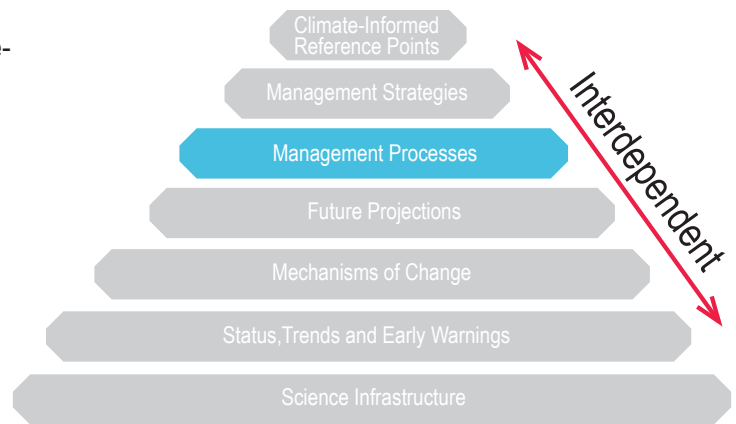 Climate-Informed
Reference Points
e-
Management Strategies
Interdependent
Management Processes
Future Projections
Mechanisms of Change
Status,Trends and Early Warnings
Science Infrastructure